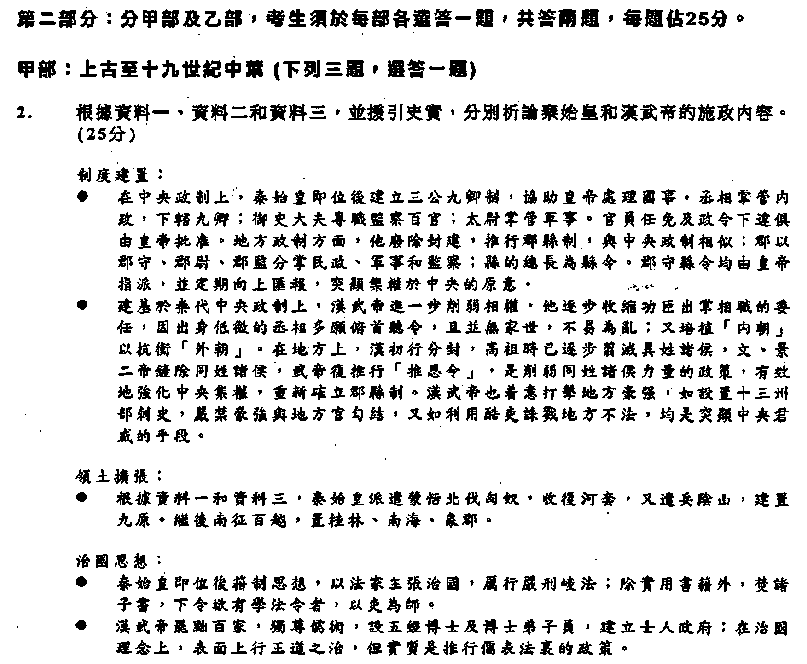 第二部分：分甲部及乙部，考生須於每部各選答一題，共答兩題，每題佔25分。
甲部：上古至十九世紀中葉 (下列三題，選答一題)
2. 根據資料一、資料二和資料三，並援引史實，分別析論秦始皇和漢武帝的施政內容。
(25分)
制度建置：
● 在中央政制上，秦始皇即位後建立三公九卿制，協助皇帝處理國事。丞相掌管內
政，下轄九卿；御史大夫專職監察百官；太尉掌管軍事。官員任免及政令下達俱
由皇帝批准。地方政制方面，他廢除封建，推行郡縣制，與中央政制相似；郡以
郡守、郡尉、郡監分掌民政、軍事和監察；縣的總長為縣令。郡守縣令均由皇帝
指派，並定期向上匯報，突顯集權於中央的原意。
● 建基於秦代中央政制上，漢武帝進一步削弱相權，他逐步收縮功臣出掌相職的委
任，因出身低微的丞相多願俯首聽令，且並無家世，不易為亂；又培植「內朝」
以抗衡「外朝」。在地方上，漢初行分封，高祖時已逐步翦滅異姓諸侯，文、景
二帝續除同姓諸侯，武帝復推行「推恩令」，是削弱同姓諸侯力量的政策，有效
地強化中央集權，重新確立郡縣制。漢武帝也着意打擊地方豪強，如設置十三州
部刺史，嚴禁豪強與地方官勾結，又如利用酷吏誅戮地方不法，均是突顯中央君
威的手段。
領土擴張：
● 根據資料一和資料三，秦始皇派遣蒙恬北伐匈奴，收復河套，又遣兵陰山，建置
九原。繼後南征百越，置桂林、南海、象郡。
治國思想：
● 秦始皇即位後箝制思想，以法家主張治國，厲行嚴刑峻法；除實用書籍外，焚諸
子書，下令欲有學法令者，以吏為師。
● 漢武帝罷黜百家，獨尊儒術，設五經博士及博士弟子員，建立士人政府；在治國
理念上，表面上行王道之治，但實質是推行儒表法裏的政策。